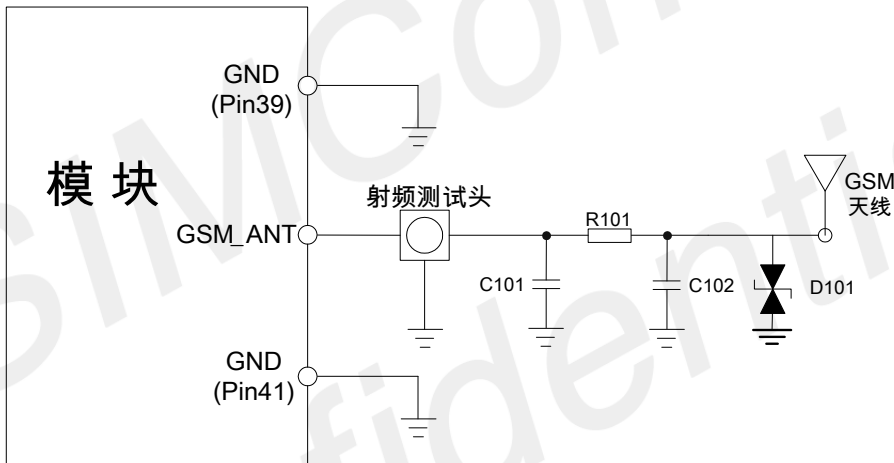 GND
(Pin39)
模 块
射频测试头
GSM
天线
R101
GSM_ANT
C101
C102
D101
GND
(Pin41)
SIMCom
Confidenti